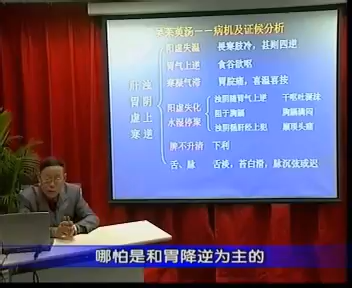 吴茱萸汤——病机及证候分析
阳虚失温 畏寒肢冷,甚则四逆
胃气上逆 食谷欲呕
寒凝气滞 胃脘痛,喜温喜按
肝胃虚寒
浊阴上逆
阳虚失化
水湿停聚
浊阴随胃气上逆 干呕吐涎沫
阻于胸膈 胸膈满闷
浊阴循肝经上犯 巅顶头痛
脾不升清 下利
舌、脉 舌淡,苔白滑,脉沉弦或迟
哪怕是和胃降逆为主的